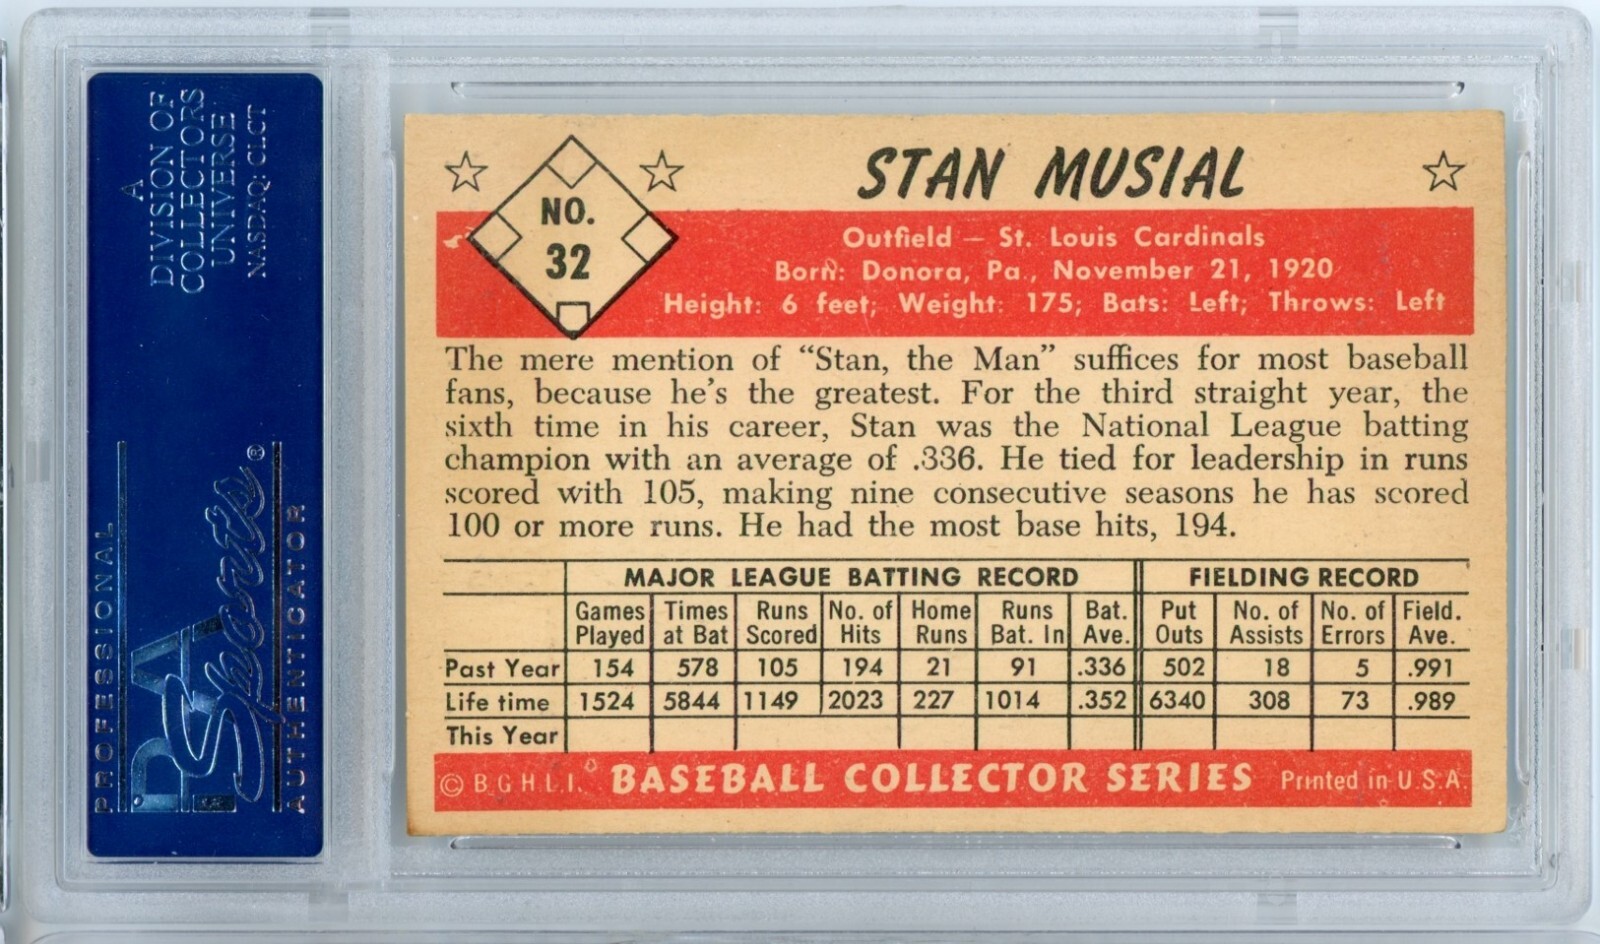 A
DIVISION OF
COLLECTORS
UNIVERSE
NASDAQ: CLCT
PROFESSIONAL
PSA
Sports®
AUTHENTICATOR
NO.
32
STAN MUSIAL
Outfield — St. Louis Cardinals
Born: Donora, Pa., November 21, 1920
Height: 6 feet; Weight: 175; Bats: Left; Throws: Left
The mere mention of “Stan, the Man” suffices for most baseball
fans, because he’s the greatest. For the third straight year, the
sixth time in his career, Stan was the National League batting
champion with an average of .336. He tied for leadership in runs
scored with 105, making nine consecutive seasons he has scored
100 or more runs. He had the most base hits, 194.
MAJOR LEAGUE BATTING RECORD FIELDING RECORD
Games Times Runs No. of Home Runs Bat. Put No. of No. of Field.
Played at Bat Scored Hits Runs Bat. In Ave. Outs Assists Errors Ave.
Past Year 154 578 105 194 21 91 .336 502 18 5 .991
Life time 1524 5844 1149 2023 227 1014 .352 6340 308 73 .989
This Year
© B.G.H.L.I. BASEBALL COLLECTOR SERIES Printed in U.S.A.